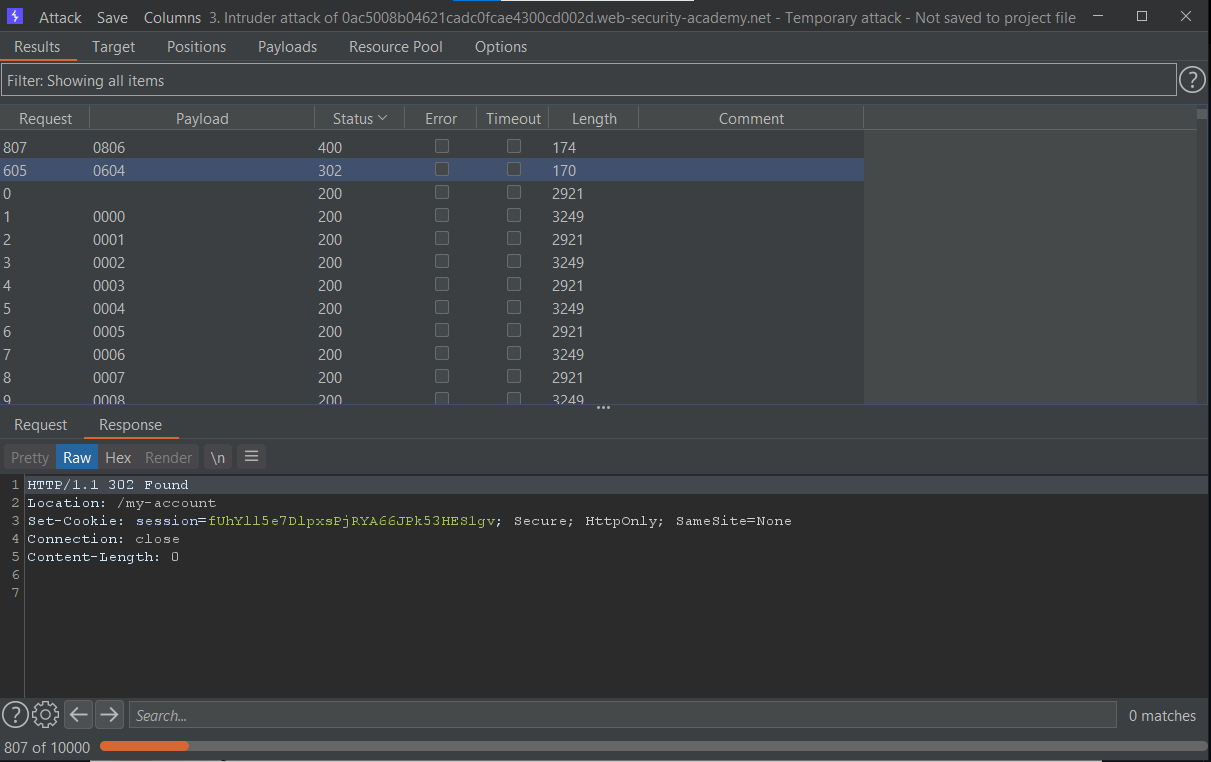 Attack Save Columns 3. Intruder attack of 0ac5008b04621cadc0fcae4300cd002d.web-security-academy.net - Temporary attack - Not saved to project file
Results Target Positions Payloads Resource Pool Options
Filter: Showing all items ?
Request Payload Status Error Timeout Length Comment
807 0806 400 174
605 0604 302 170
0 200 2921
1 0000 200 3249
2 0001 200 2921
3 0002 200 3249
4 0003 200 2921
5 0004 200 3249
6 0005 200 2921
7 0006 200 3249
8 0007 200 2921
9 0008 200 3249
Request Response
Pretty Raw Hex Render \n
1 HTTP/1.1 302 Found
2 Location: /my-account
3 Set-Cookie: session=fUhYll5e7DlpxsPjRYA66JPk53HESlgv; Secure; HttpOnly; SameSite=None
4 Connection: close
5 Content-Length: 0
6
7
? Search... 0 matches
807 of 10000